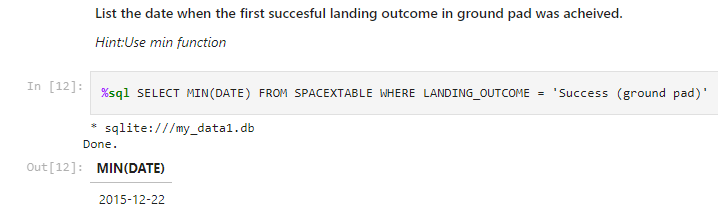 List the date when the first succesful landing outcome in ground pad was acheived.
Hint:Use min function
In [12]: %sql SELECT MIN(DATE) FROM SPACEXTABLE WHERE LANDING_OUTCOME = 'Success (ground pad)'
* sqlite:///my_data1.db
Done.
Out[12]: MIN(DATE)
2015-12-22